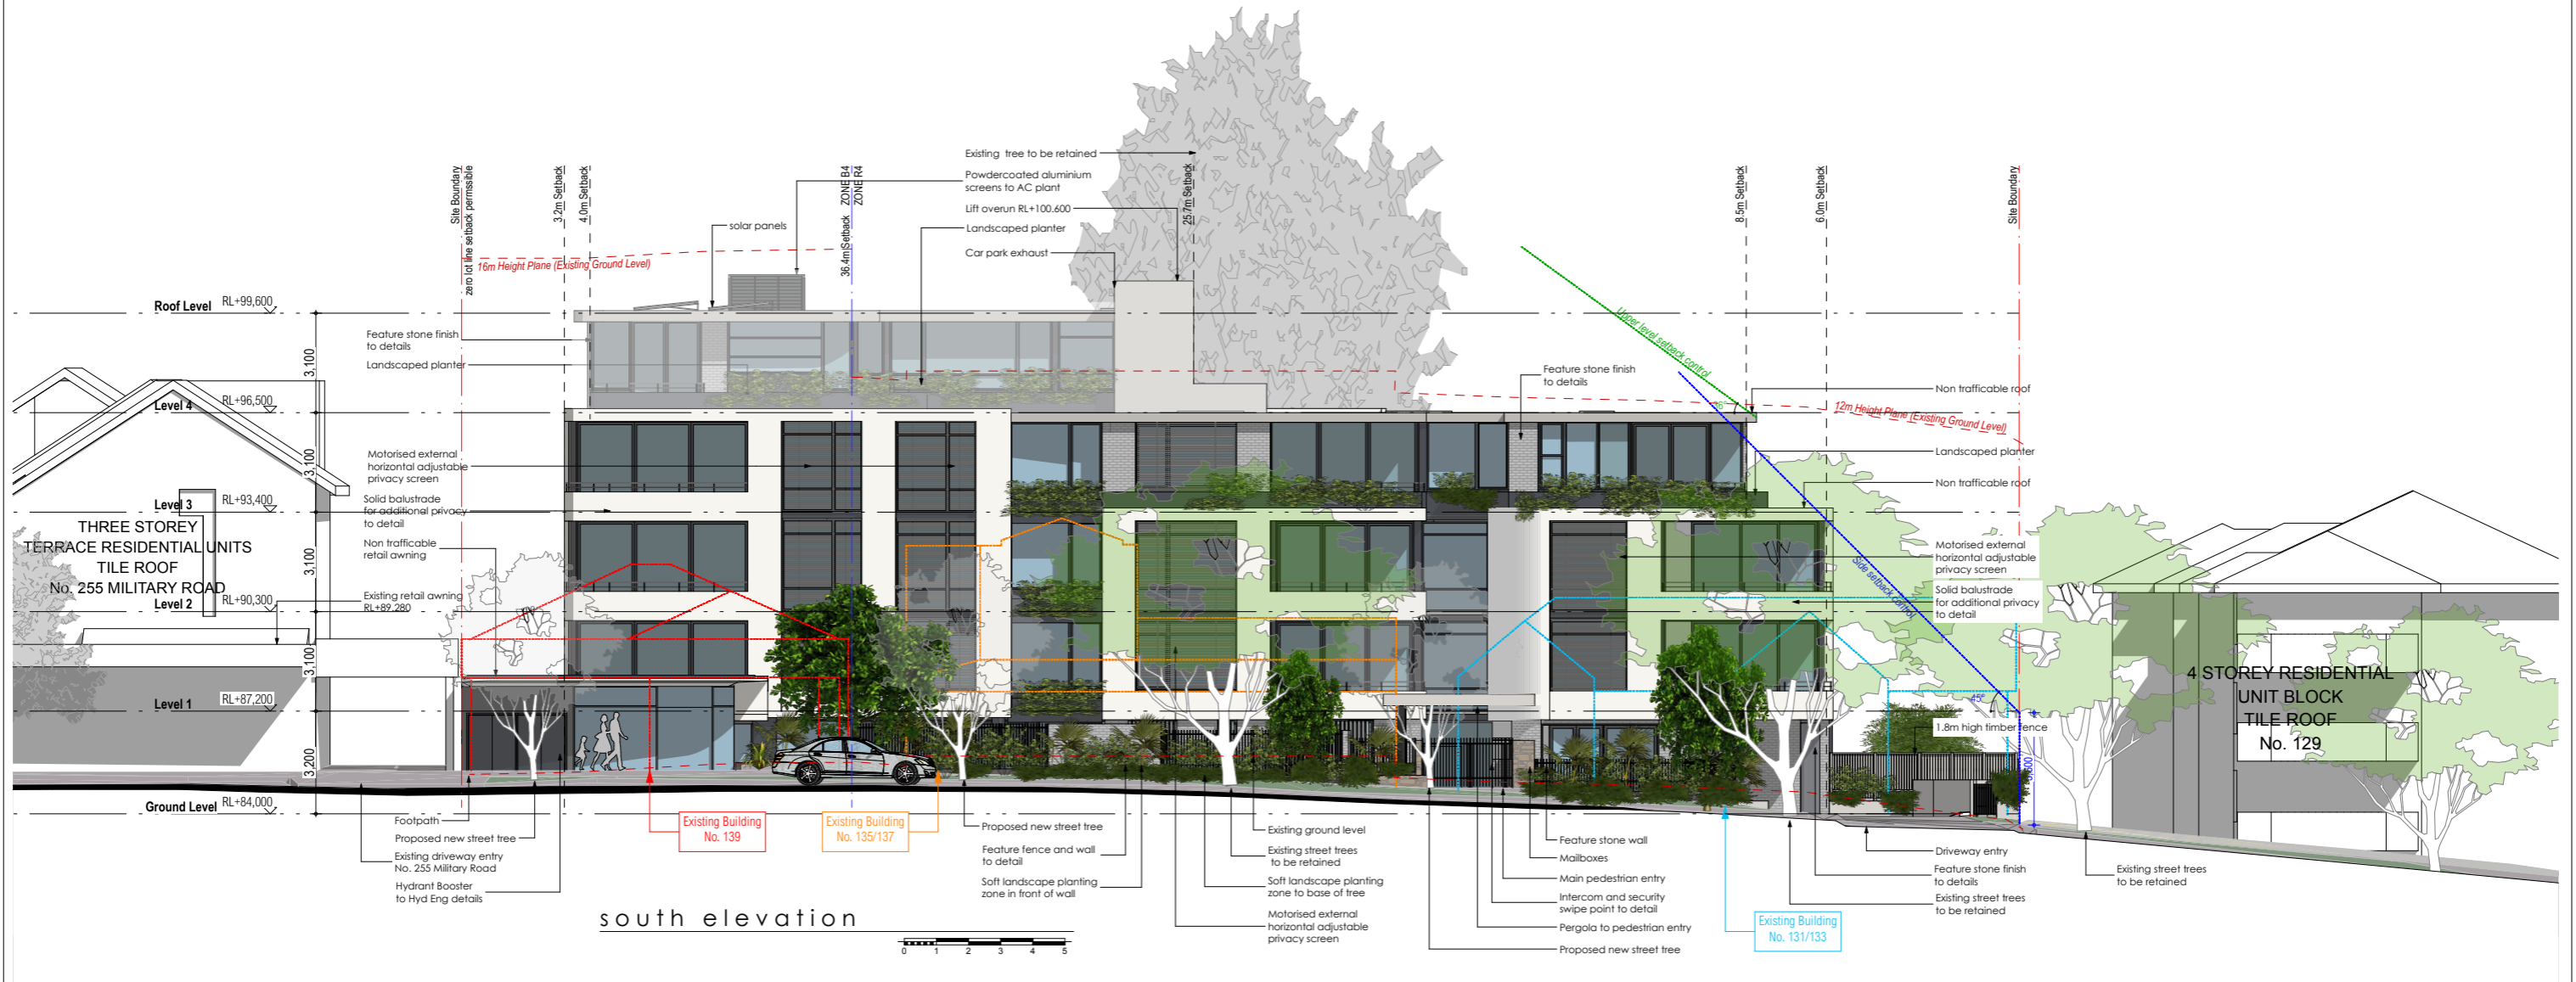 Existing tree to be retained
Powdercoated aluminium
screens to AC plant
Lift overun RL+100.600
Landscaped planter
Car park exhaust
solar panels
Site Boundary
zero lot line setback permssible
3.2m Setback
4.0m Setback
36.4m Setback
ZONE B4
ZONE R4
25.7m Setback
8.5m Setback
6.0m Setback
Site Boundary
16m Height Plane (Existing Ground Level)
Upper level setback control
12m Height Plane (Existing Ground Level)
Side setback control
45°
Roof Level RL+99,600
Level 4 RL+96,500
Level 3 RL+93,400
Level 2 RL+90,300
Level 1 RL+87,200
Ground Level RL+84,000
3,100
3,100
3,100
3,100
3,200
Feature stone finish
to details
Landscaped planter
Motorised external
horizontal adjustable
privacy screen
Solid balustrade
for additional privacy
to detail
Non trafficable
retail awning
Existing retail awning
RL+89.280
THREE STOREY
TERRACE RESIDENTIAL UNITS
TILE ROOF
No. 255 MILITARY ROAD
Feature stone finish
to details
Non trafficable roof
Landscaped planter
Non trafficable roof
Motorised external
horizontal adjustable
privacy screen
Solid balustrade
for additional privacy
to detail
1.8m high timber fence
4 STOREY RESIDENTIAL
UNIT BLOCK
TILE ROOF
No. 129
Footpath
Proposed new street tree
Existing driveway entry
No. 255 Military Road
Hydrant Booster
to Hyd Eng details
Existing Building
No. 139
Existing Building
No. 135/137
Proposed new street tree
Feature fence and wall
to detail
Soft landscape planting
zone in front of wall
Existing ground level
Existing street trees
to be retained
Soft landscape planting
zone to base of tree
Motorised external
horizontal adjustable
privacy screen
Feature stone wall
Mailboxes
Main pedestrian entry
Intercom and security
swipe point to detail
Pergola to pedestrian entry
Proposed new street tree
Existing Building
No. 131/133
Driveway entry
Feature stone finish
to details
Existing street trees
to be retained
Existing street trees
to be retained
south elevation
0 1 2 3 4 5